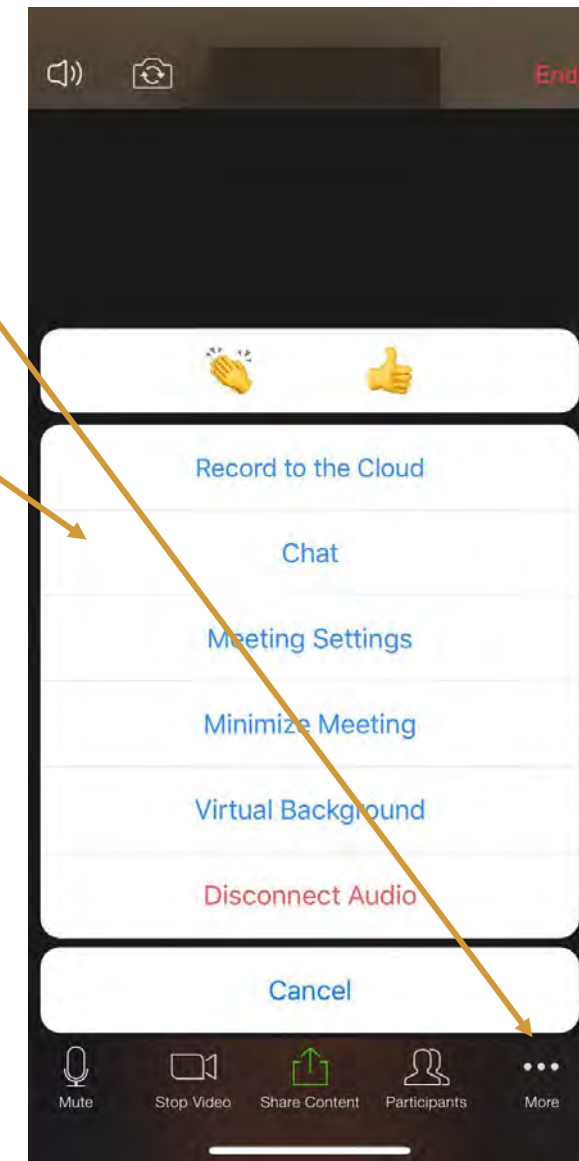 End
Record to the Cloud
Chat
Meeting Settings
Minimize Meeting
Virtual Background
Disconnect Audio
Cancel
Mute Stop Video Share Content Participants More